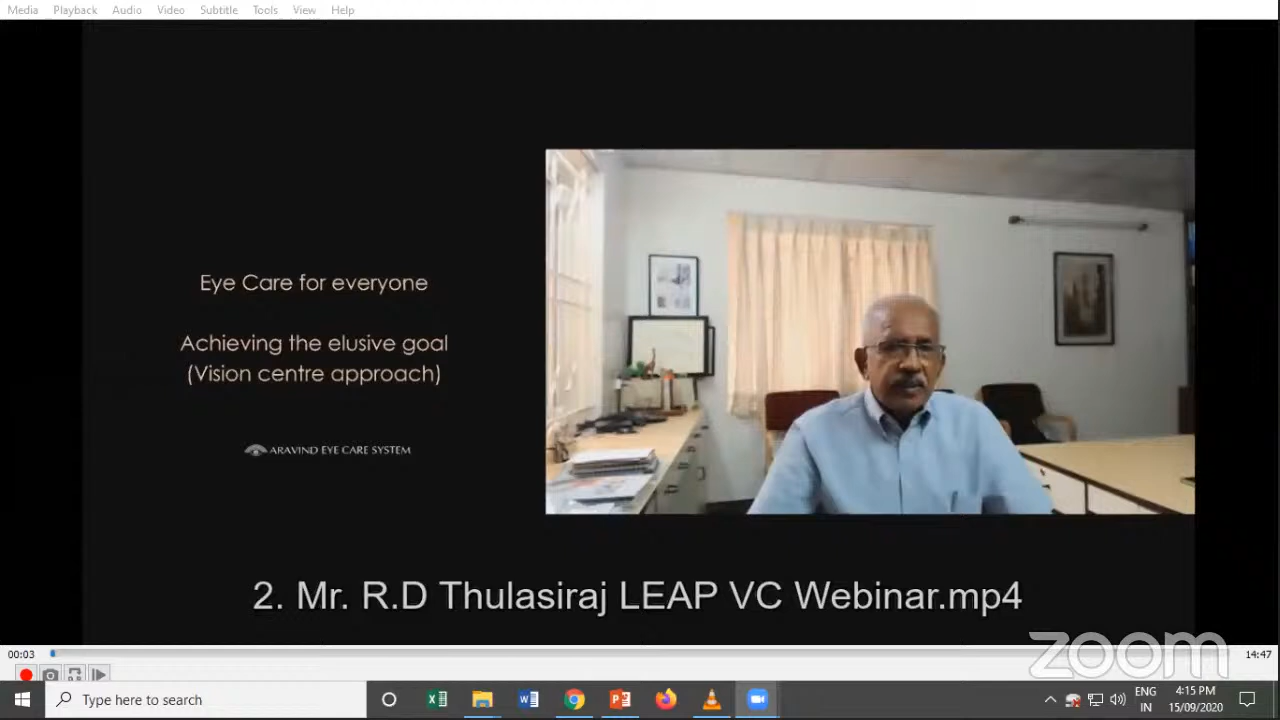 Media Playback Audio Video Subtitle Tools View Help
Eye Care for everyone
Achieving the elusive goal
(Vision centre approach)
ARAVIND EYE CARE SYSTEM
2. Mr. R.D Thulasiraj LEAP VC Webinar.mp4
zoom
00:03
14:47
Type here to search
ENG
IN
4:15 PM
15/09/2020